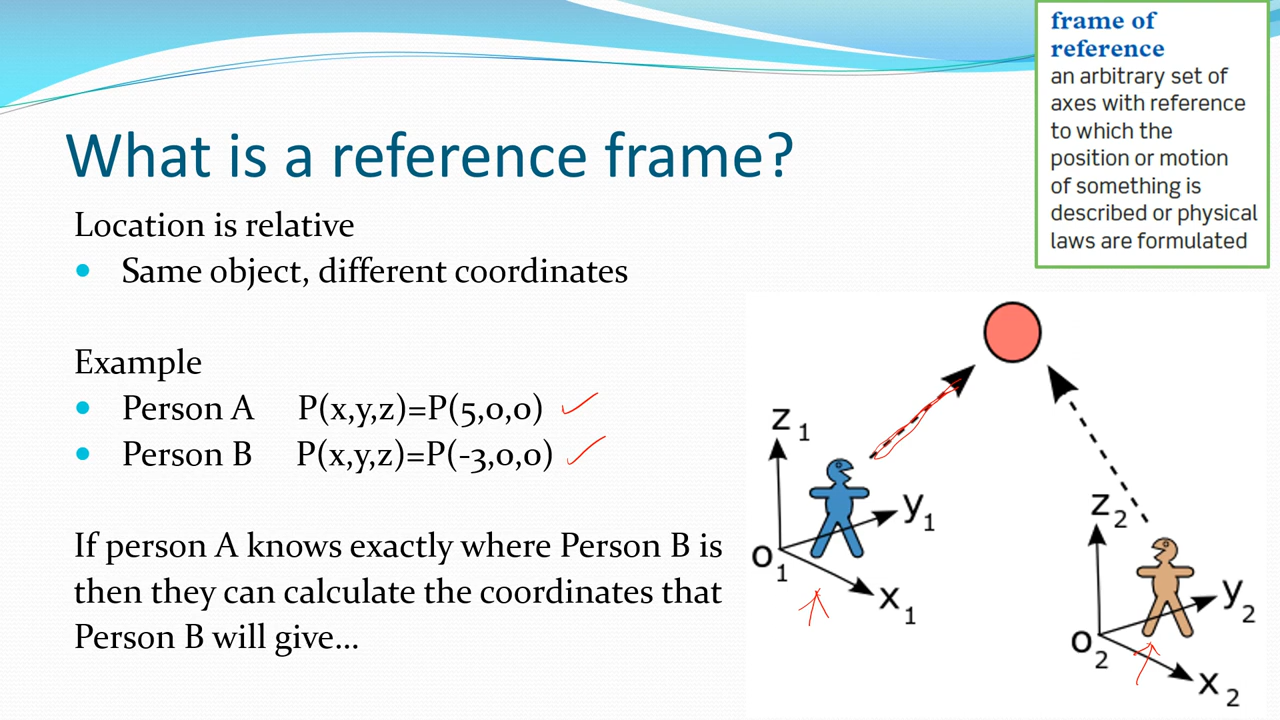 frame of
reference
an arbitrary set of
axes with reference
to which the
position or motion
of something is
described or physical
laws are formulated
What is a reference frame?
Location is relative
• Same object, different coordinates
Example
• Person A P(x,y,z)=P(5,0,0)
• Person B P(x,y,z)=P(-3,0,0)
If person A knows exactly where Person B is
then they can calculate the coordinates that
Person B will give...
z1
y1
o1
x1
z2
y2
o2
x2